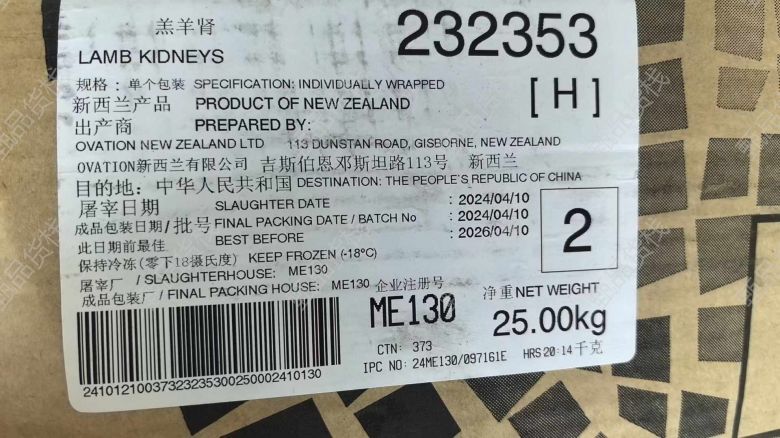 羔羊肾
LAMB KIDNEYS
232353
规格：单个包装 SPECIFICATION: INDIVIDUALLY WRAPPED
[ H ]
新西兰产品 PRODUCT OF NEW ZEALAND
出产商 PREPARED BY:
OVATION NEW ZEALAND LTD 113 DUNSTAN ROAD, GISBORNE, NEW ZEALAND
OVATION新西兰有限公司 吉斯伯恩邓斯坦路113号 新西兰
目的地：中华人民共和国 DESTINATION: THE PEOPLE'S REPUBLIC OF CHINA
屠宰日期 SLAUGHTER DATE : 2024/04/10
成品包装日期/批号 FINAL PACKING DATE / BATCH No : 2024/04/10
此日期前最佳 BEST BEFORE : 2026/04/10
2
保持冷冻(零下18摄氏度) KEEP FROZEN (-18°C)
屠宰厂 / SLAUGHTERHOUSE: ME130
成品包装厂 / FINAL PACKING HOUSE: ME130 企业注册号
ME130
净重 NET WEIGHT
25.00kg
千克
CTN: 373
IPC NO: 24ME130/097161E
HRS 20:14
24101210037323235300250002410130